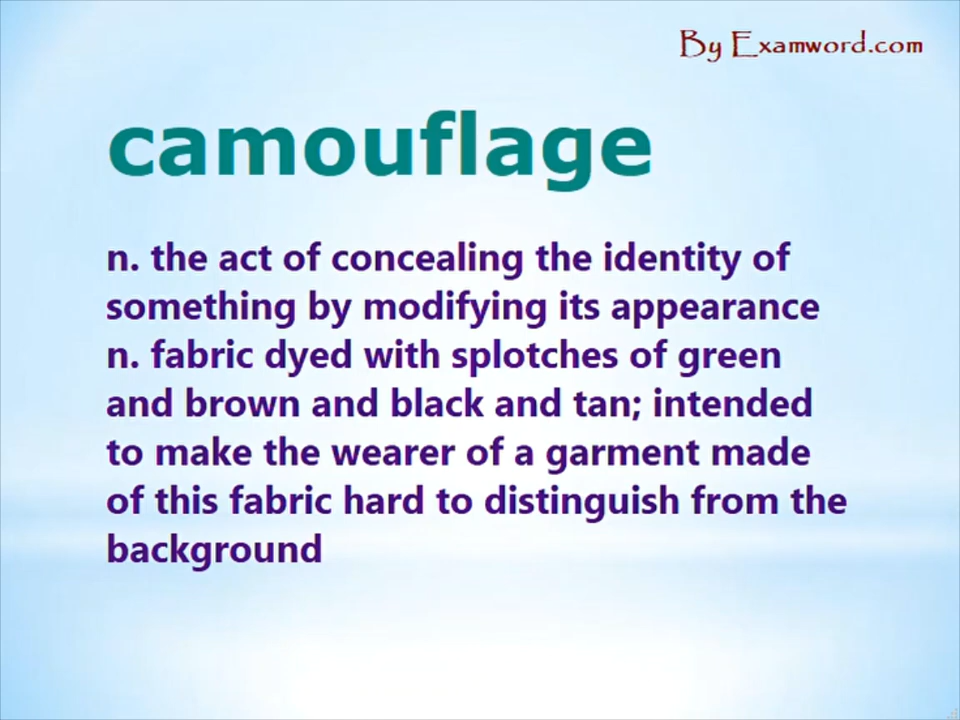 By Examword.com
camouflage
n. the act of concealing the identity of
something by modifying its appearance
n. fabric dyed with splotches of green
and brown and black and tan; intended
to make the wearer of a garment made
of this fabric hard to distinguish from the
background